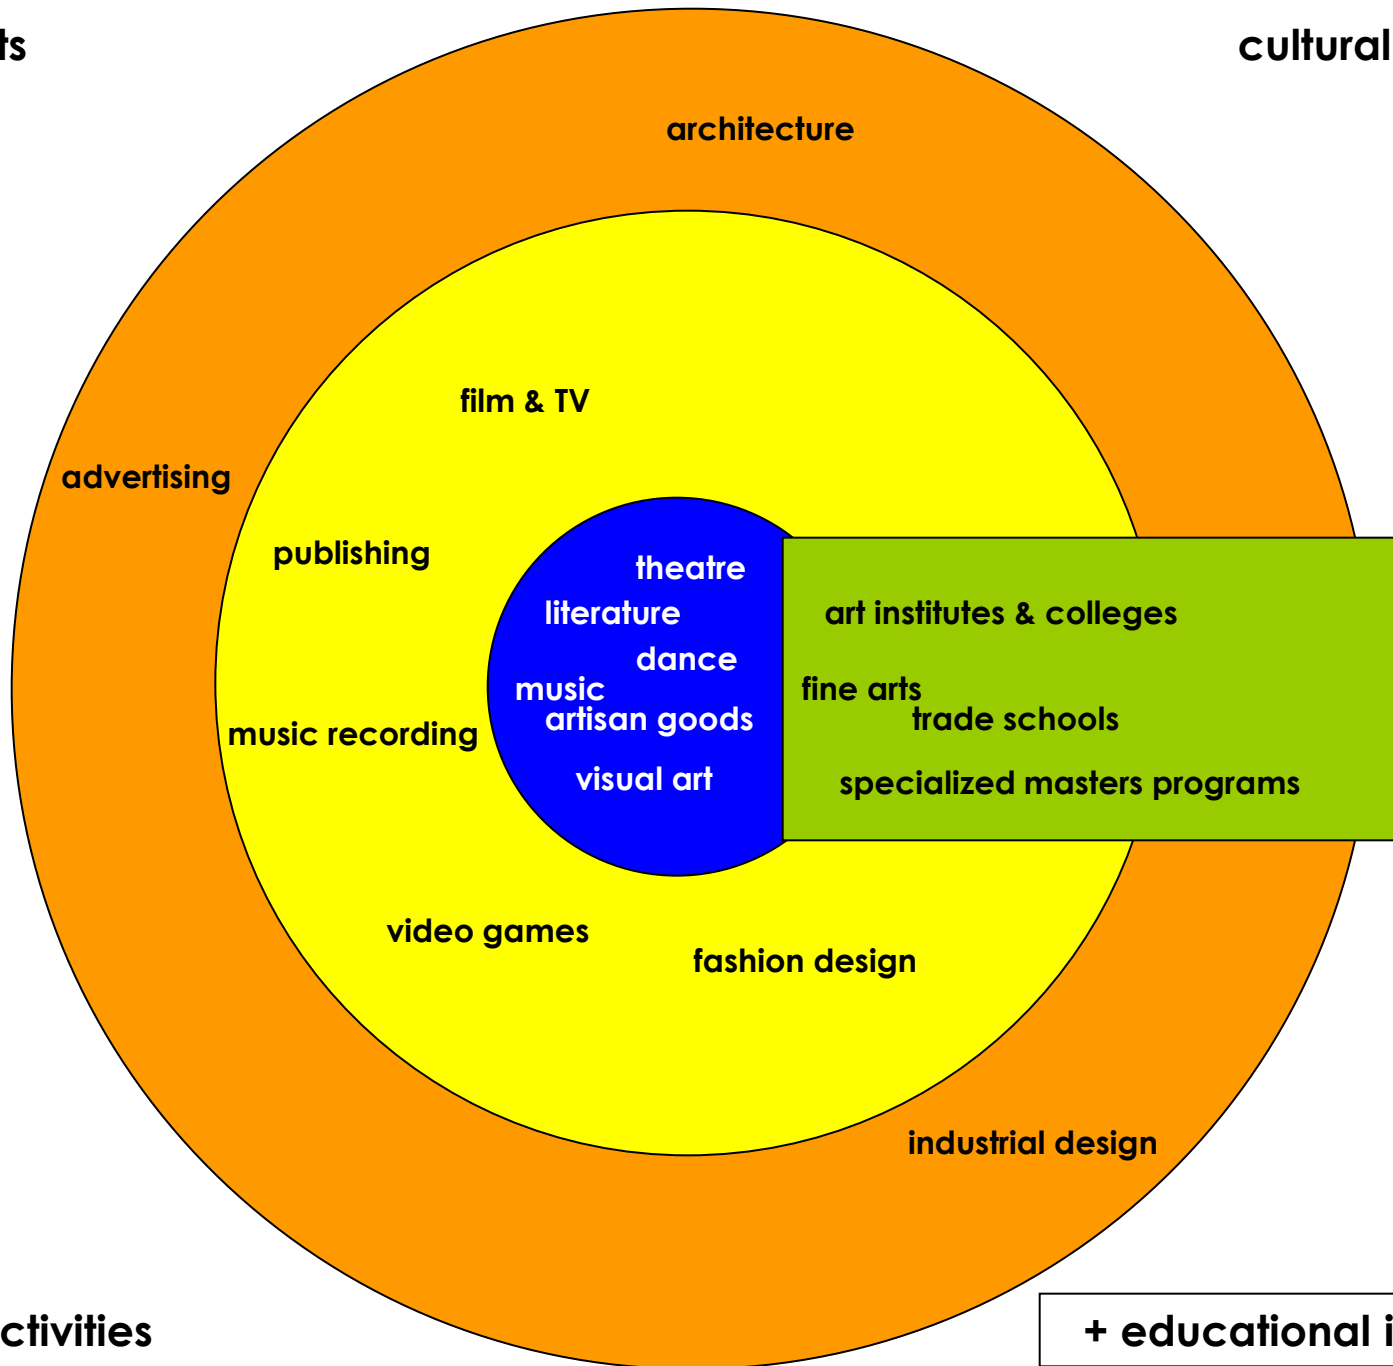 ts
cultural
architecture
film & TV
advertising
publishing
theatre
literature
dance
music
artisan goods
visual art
art institutes & colleges
fine arts
trade schools
specialized masters programs
music recording
video games
fashion design
industrial design
ctivities
+ educational i